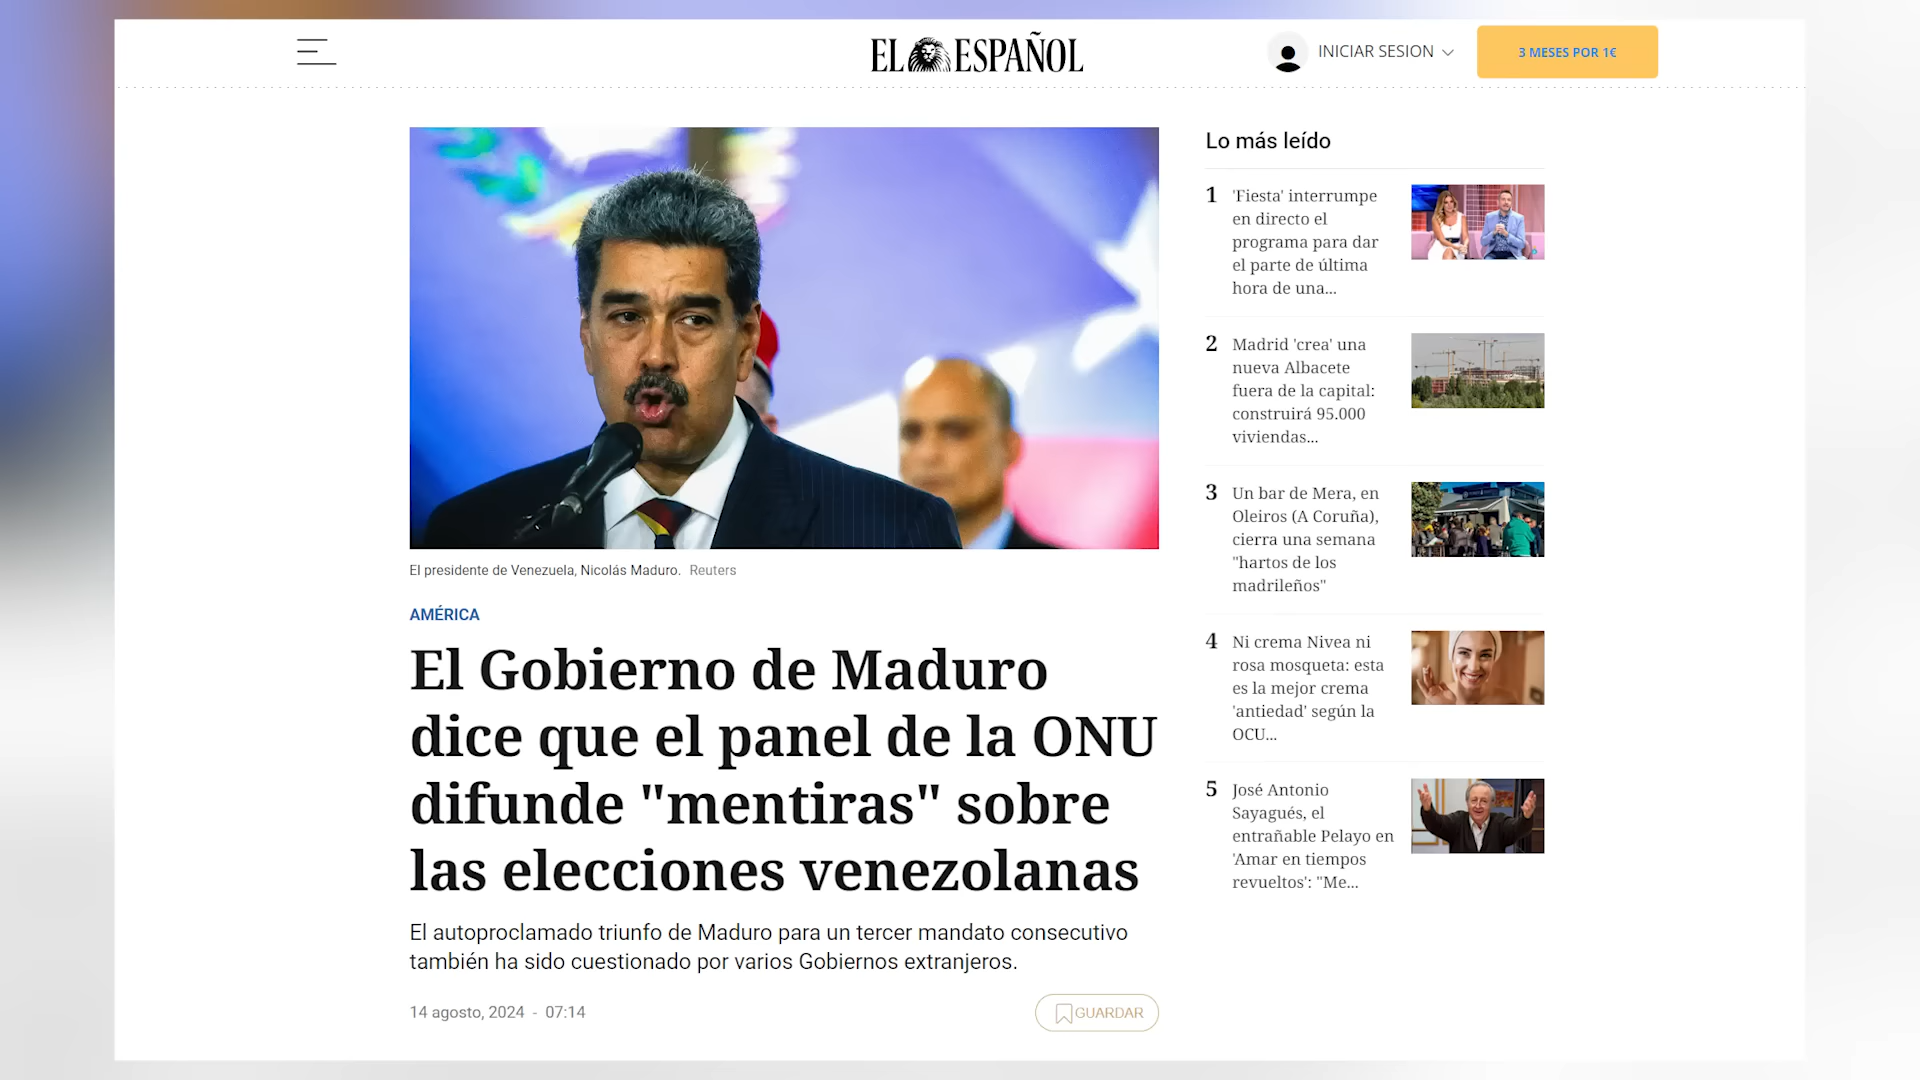 EL ESPAÑOL
INICIAR SESION
3 MESES POR 1€
El presidente de Venezuela, Nicolás Maduro. Reuters
AMÉRICA
El Gobierno de Maduro
dice que el panel de la ONU
difunde "mentiras" sobre
las elecciones venezolanas
El autoproclamado triunfo de Maduro para un tercer mandato consecutivo
también ha sido cuestionado por varios Gobiernos extranjeros.
14 agosto, 2024 - 07:14
GUARDAR
Lo más leído
1 'Fiesta' interrumpe
en directo el
programa para dar
el parte de última
hora de una...
2 Madrid 'crea' una
nueva Albacete
fuera de la capital:
construirá 95.000
viviendas...
3 Un bar de Mera, en
Oleiros (A Coruña),
cierra una semana
"hartos de los
madrileños"
4 Ni crema Nivea ni
rosa mosqueta: esta
es la mejor crema
'antiedad' según la
OCU...
5 José Antonio
Sayagués, el
entrañable Pelayo en
'Amar en tiempos
revueltos': "Me...